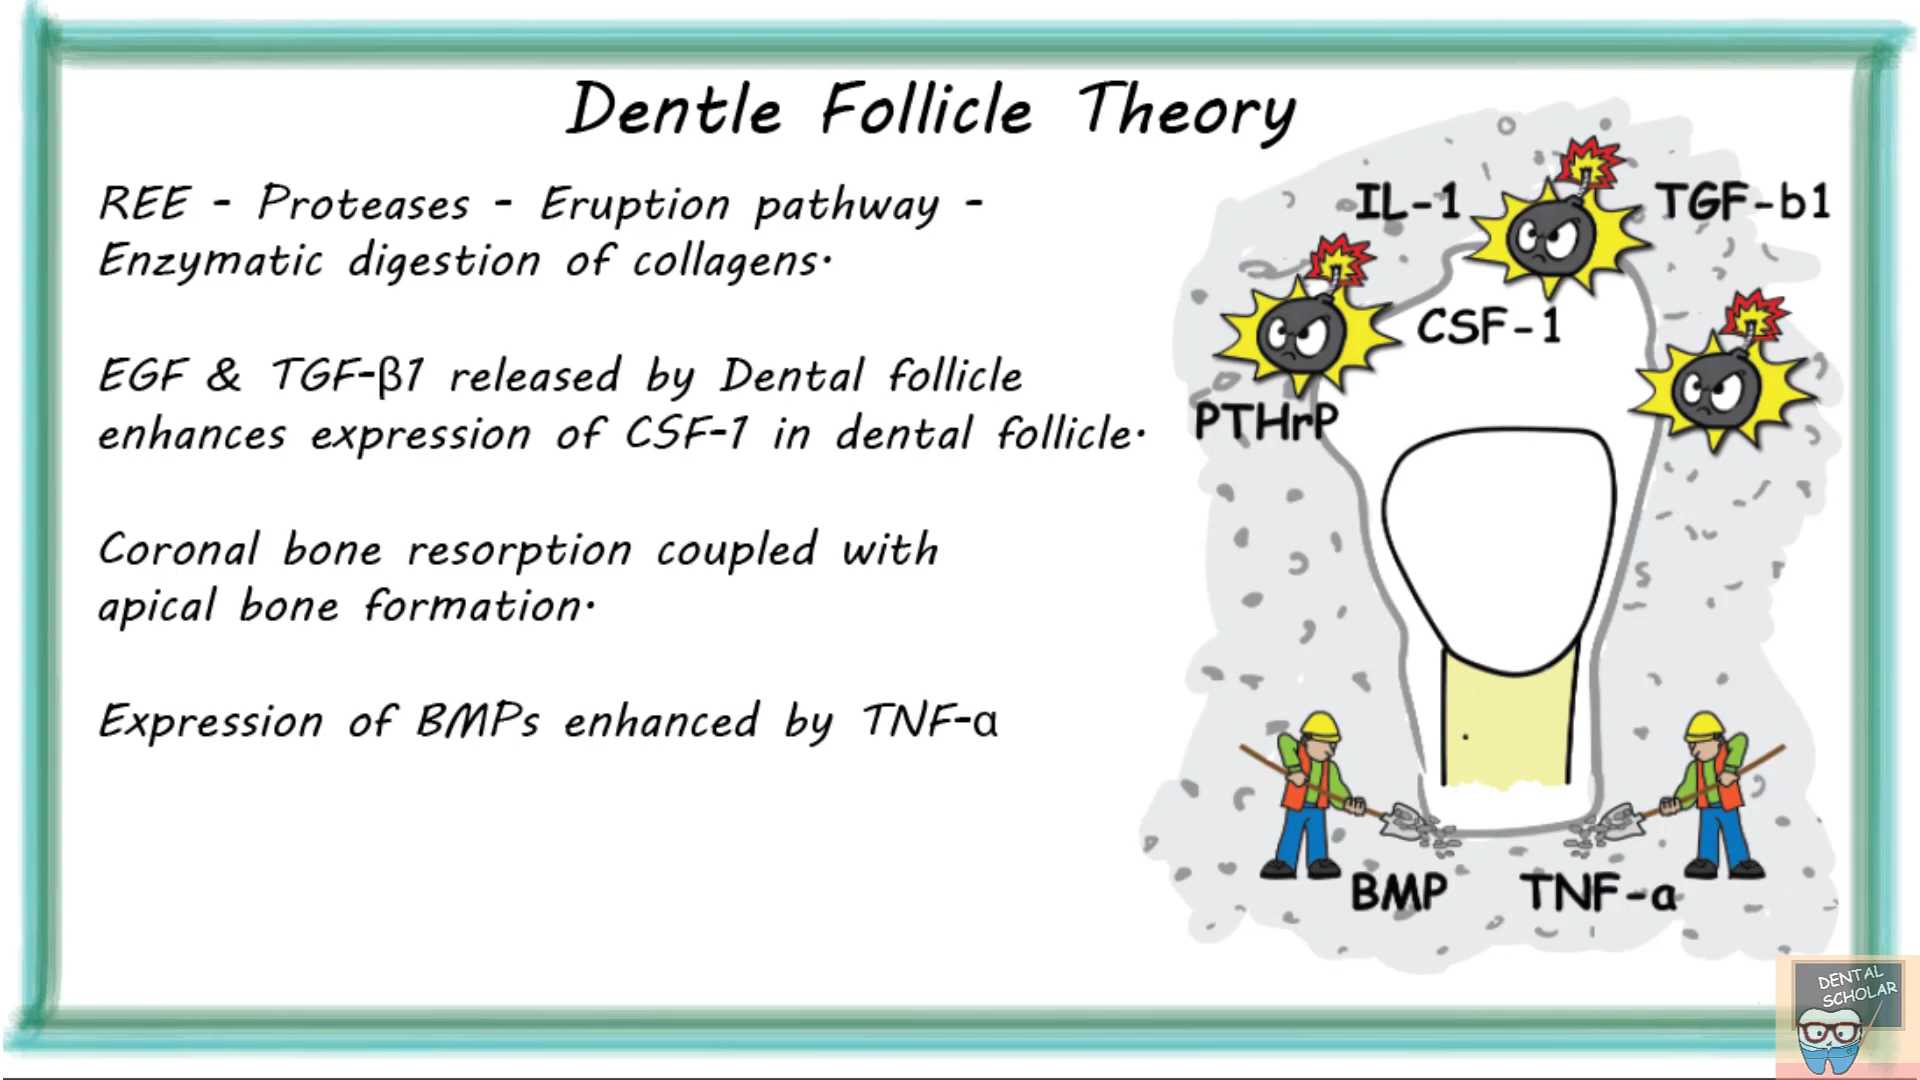 Dentle Follicle Theory
REE - Proteases - Eruption pathway -
Enzymatic digestion of collagens.
EGF & TGF-β1 released by Dental follicle
enhances expression of CSF-1 in dental follicle.
Coronal bone resorption coupled with
apical bone formation.
Expression of BMPs enhanced by TNF-α
IL-1
TGF-b1
CSF-1
PTHrP
BMP
TNF-a
DENTAL
SCHOLAR